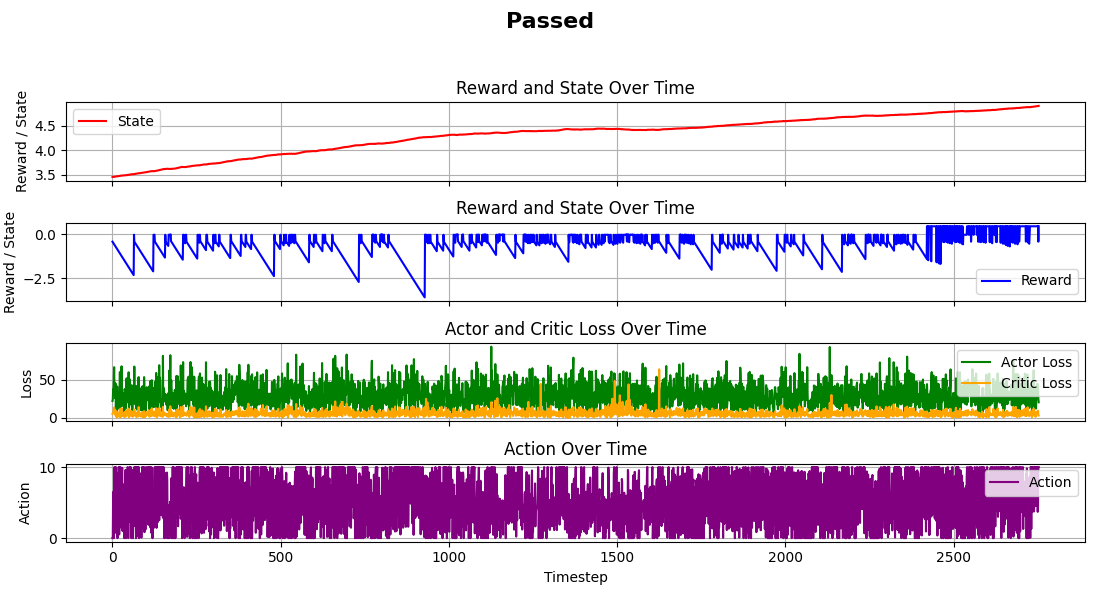 Passed
Reward and State Over Time
Reward / State
4.5
4.0
3.5
State
Reward and State Over Time
Reward / State
0.0
−2.5
Reward
Actor and Critic Loss Over Time
Loss
50
0
Actor Loss
Critic Loss
Action Over Time
Action
10
0
Action
0 500 1000 1500 2000 2500
Timestep